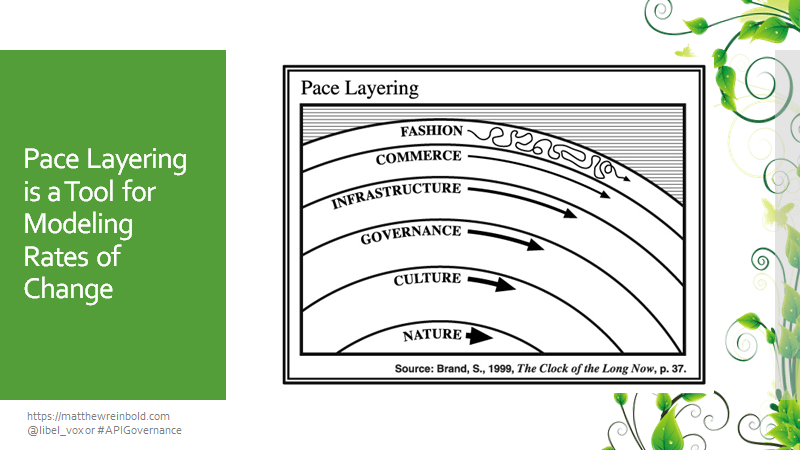 Pace Layering
is a Tool for
Modeling
Rates of
Change
Pace Layering
FASHION
COMMERCE
INFRASTRUCTURE
GOVERNANCE
CULTURE
NATURE
Source: Brand, S., 1999, The Clock of the Long Now, p. 37.
https://matthewreinbold.com
@libel_vox or #APIGovernance